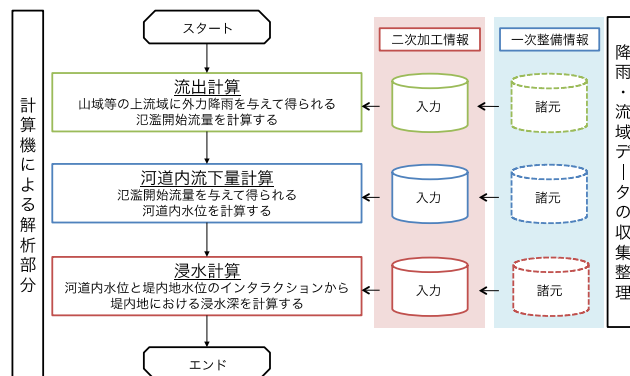 計算機による解析部分
スタート
流出計算
山域等の上流域に外力降雨を与えて得られる
氾濫開始流量を計算する
河道内流下量計算
氾濫開始流量を与えて得られる
河道内水位を計算する
浸水計算
河道内水位と堤内地水位のインタラクションから
堤内地における浸水深を計算する
エンド
二次加工情報
入力
入力
入力
一次整備情報
諸元
諸元
諸元
降雨・流域データの収集整理